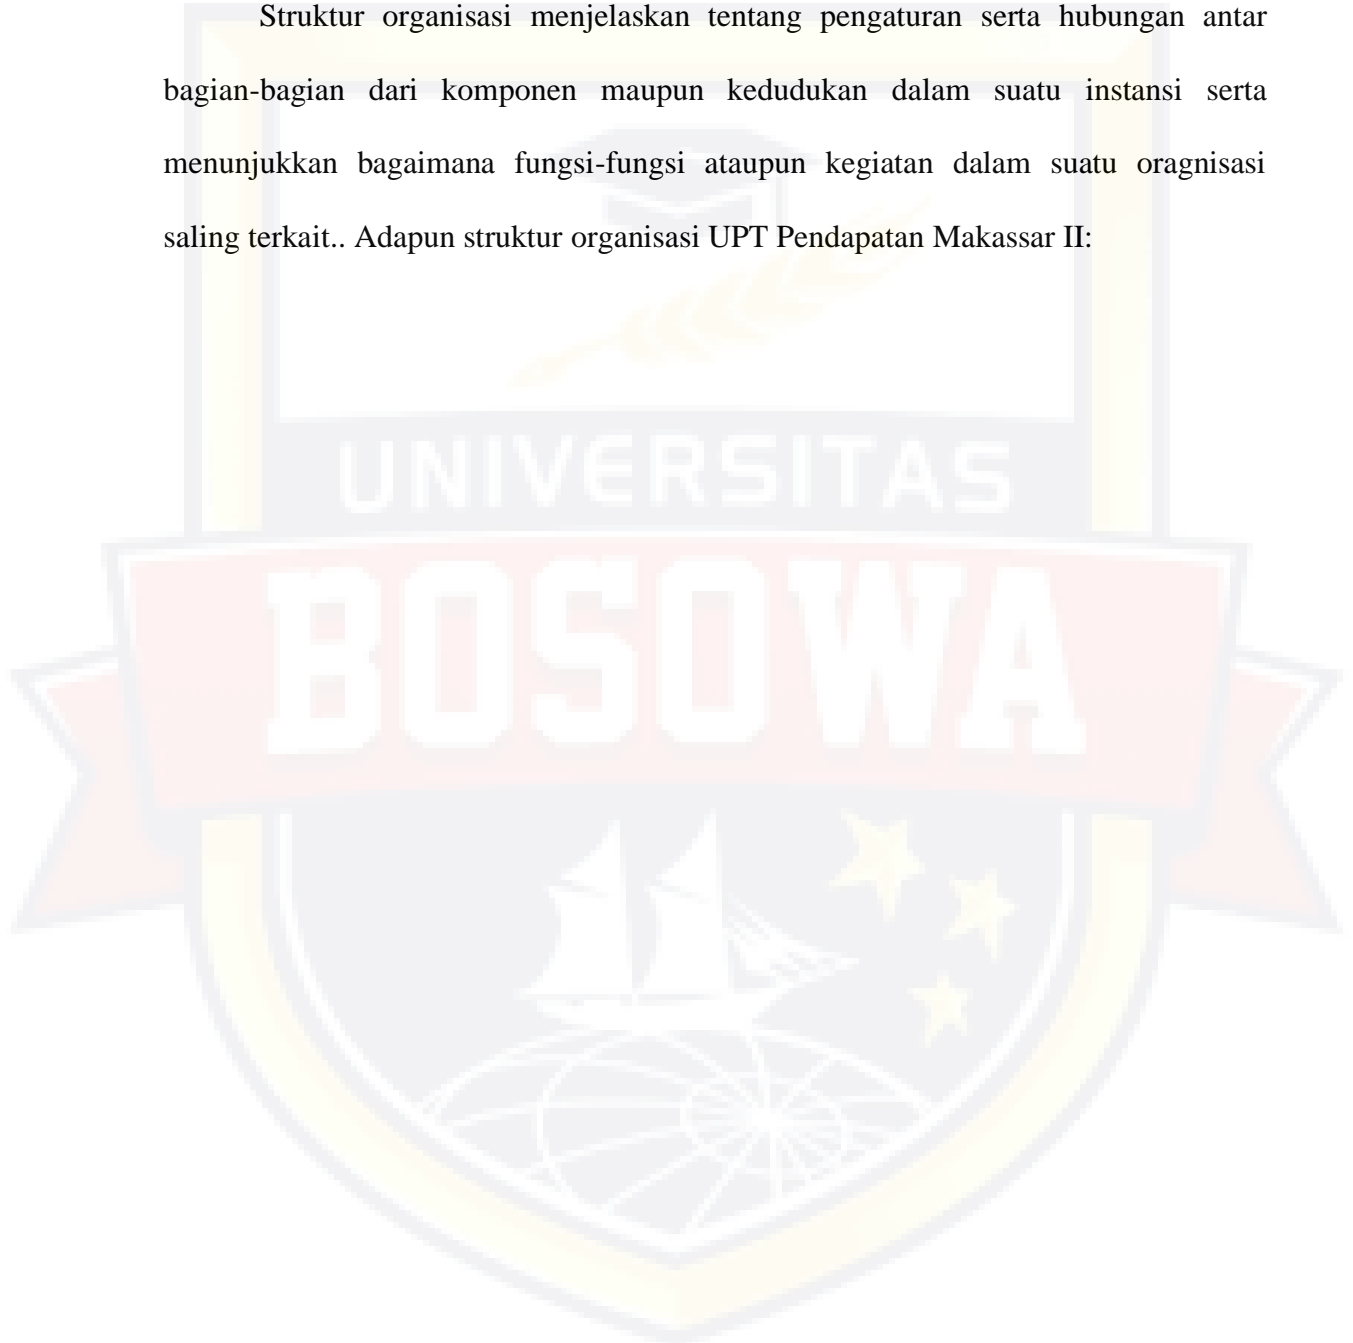 Struktur organisasi menjelaskan tentang pengaturan serta hubungan antar
bagian-bagian dari komponen maupun kedudukan dalam suatu instansi serta
menunjukkan bagaimana fungsi-fungsi ataupun kegiatan dalam suatu oragnisasi
saling terkait.. Adapun struktur organisasi UPT Pendapatan Makassar II:
UNIVERSITAS
BOSOWA